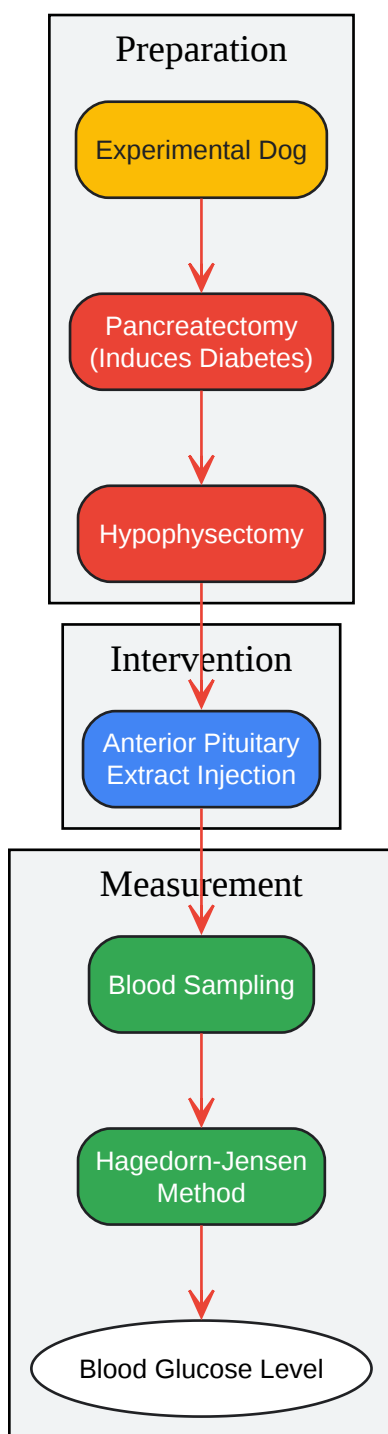 Preparation
Experimental Dog
Pancreatectomy
(Induces Diabetes)
Hypophysectomy
Intervention
Anterior Pituitary
Extract Injection
Measurement
Blood Sampling
Hagedorn-Jensen
Method
Blood Glucose Level